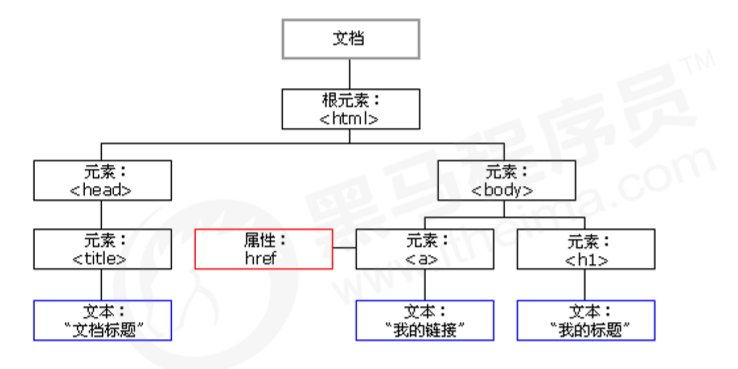 文档
根元素：
<html>
元素：
<head>
元素：
<body>
元素：
<title>
属性：
href
元素：
<a>
元素：
<h1>
文本：
“文档标题”
文本：
“我的链接”
文本：
“我的标题”
黑马程序员™
www.itheima.com